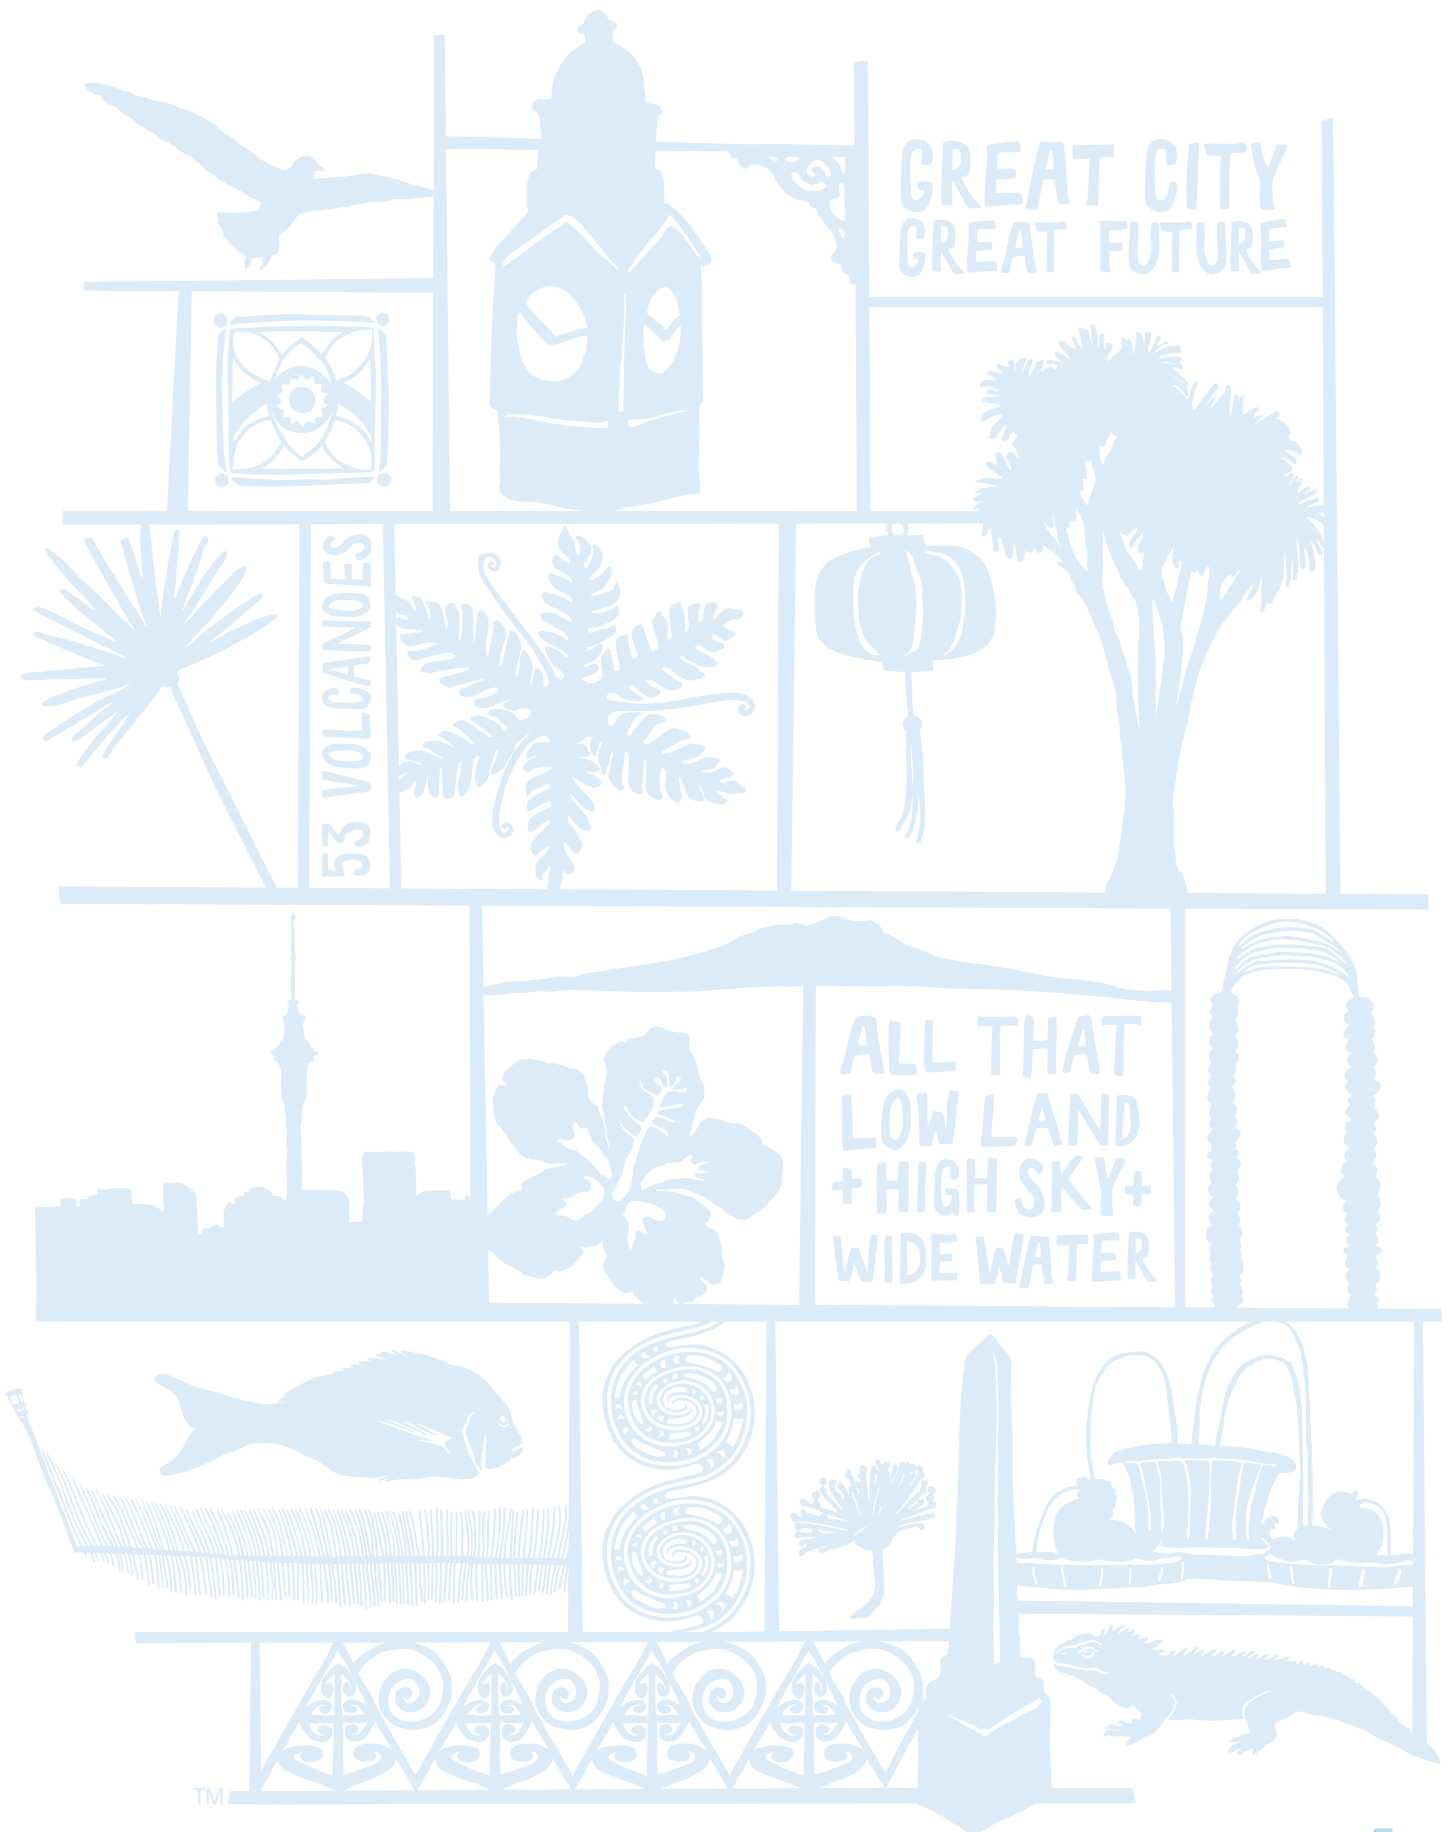 GREAT CITY
GREAT FUTURE
53 VOLCANOES
ALL THAT
LOW LAND
+HIGH SKY+
WIDE WATER
TM